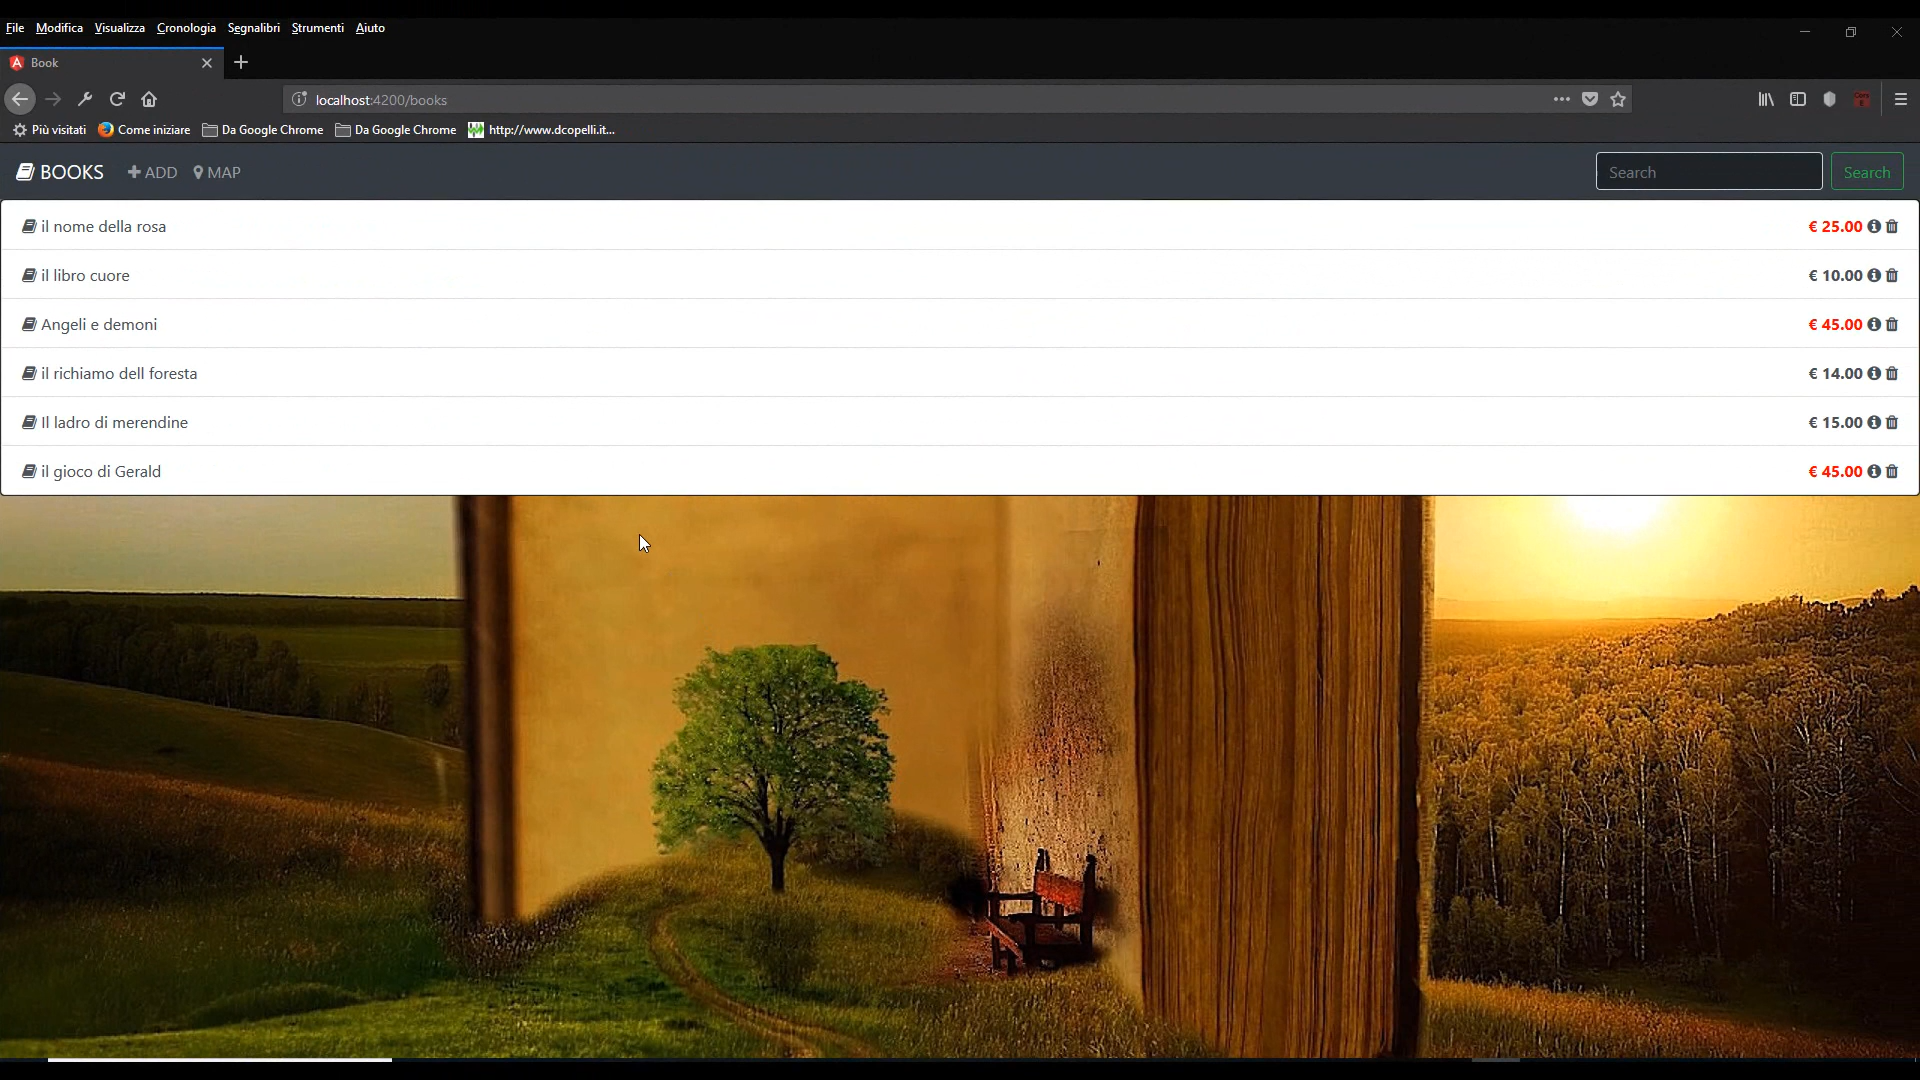 File Modifica Visualizza Cronologia Segnalibri Strumenti Aiuto
Book
localhost:4200/books
Più visitati Come iniziare Da Google Chrome Da Google Chrome http://www.dcopelli.it...
BOOKS ADD MAP Search Search
il nome della rosa € 25.00
il libro cuore € 10.00
Angeli e demoni € 45.00
il richiamo dell foresta € 14.00
Il ladro di merendine € 15.00
il gioco di Gerald € 45.00